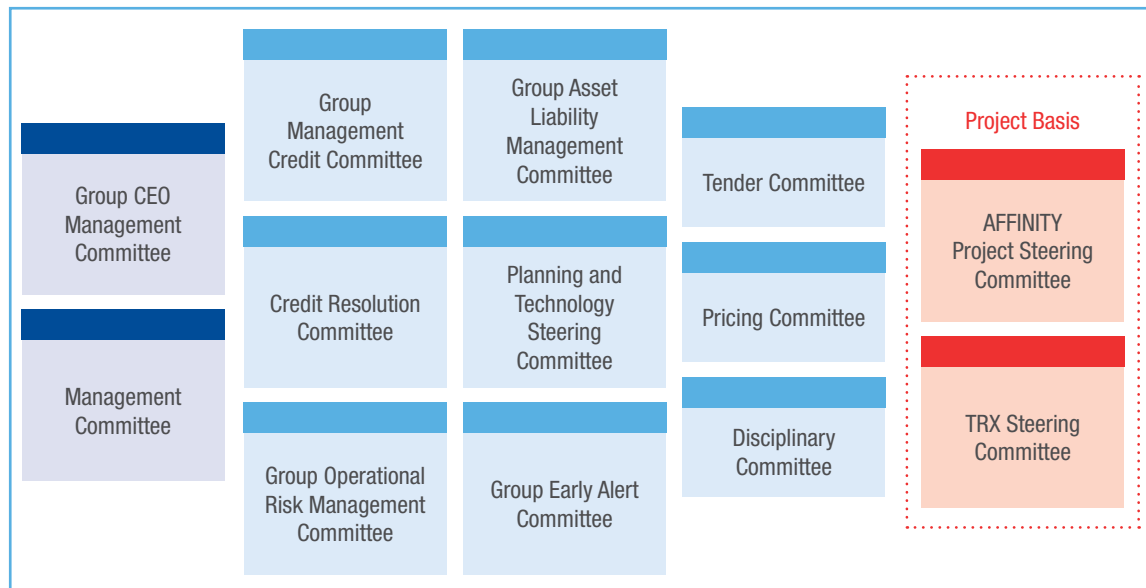 Group CEO
Management
Committee
Management
Committee
Group
Management
Credit Committee
Credit Resolution
Committee
Group Operational
Risk Management
Committee
Group Asset
Liability
Management
Committee
Planning and
Technology
Steering
Committee
Group Early Alert
Committee
Tender Committee
Pricing Committee
Disciplinary
Committee
Project Basis
AFFINITY
Project Steering
Committee
TRX Steering
Committee